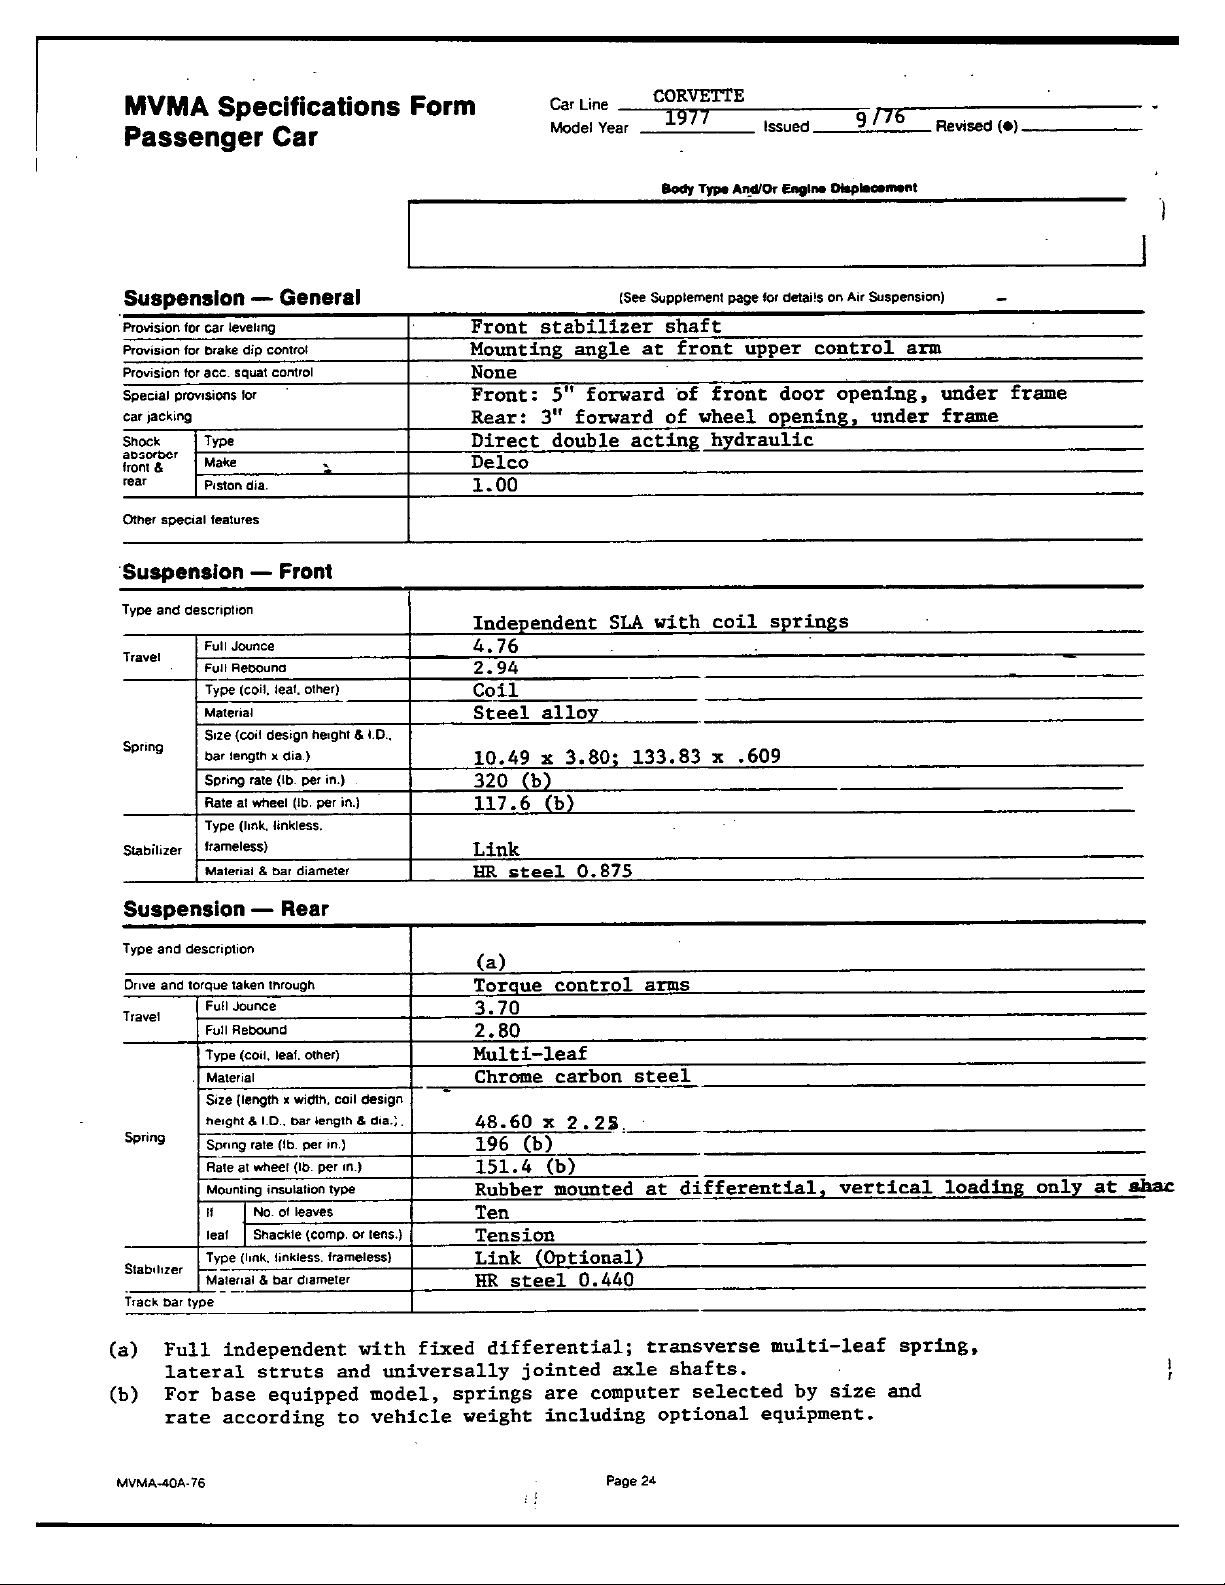 MVMA Specifications Form
Passenger Car
Car Line CORVETTE
Model Year 1977 Issued 9/76 Revised (●)
Body Type And/Or Engine Displacement
Suspension — General (See Supplement page for details on Air Suspension)
Provision for car leveling Front stabilizer shaft
Provision for brake dip control Mounting angle at front upper control arm
Provision for acc. squat control None
Special provisions for Front: 5" forward of front door opening, under frame
car jacking Rear: 3" forward of wheel opening, under frame
Shock absorber front & rear Type Direct double acting hydraulic
Make Delco
Piston dia. 1.00
Other special features
Suspension — Front
Type and description Independent SLA with coil springs
Travel Full Jounce 4.76
Full Rebound 2.94
Spring Type (coil, leaf, other) Coil
Material Steel alloy
Size (coil design height & I.D.,
bar length x dia.) 10.49 x 3.80; 133.83 x .609
Spring rate (lb. per in.) 320 (b)
Rate at wheel (lb. per in.) 117.6 (b)
Stabilizer Type (link, linkless,
frameless) Link
Material & bar diameter HR steel 0.875
Suspension — Rear
Type and description (a)
Drive and torque taken through Torque control arms
Travel Full Jounce 3.70
Full Rebound 2.80
Spring Type (coil, leaf, other) Multi-leaf
Material Chrome carbon steel
Size (length x width, coil design
height & I.D., bar length & dia.). 48.60 x 2.25
Spring rate (lb. per in.) 196 (b)
Rate at wheel (lb. per in.) 151.4 (b)
Mounting insulation type Rubber mounted at differential, vertical loading only at shac
If leaf No. of leaves Ten
Shackle (comp. or tens.) Tension
Stabilizer Type (link, linkless, frameless) Link (Optional)
Material & bar diameter HR steel 0.440
Track bar type
(a) Full independent with fixed differential; transverse multi-leaf spring,
lateral struts and universally jointed axle shafts.
(b) For base equipped model, springs are computer selected by size and
rate according to vehicle weight including optional equipment.
MVMA-40A-76 Page 24